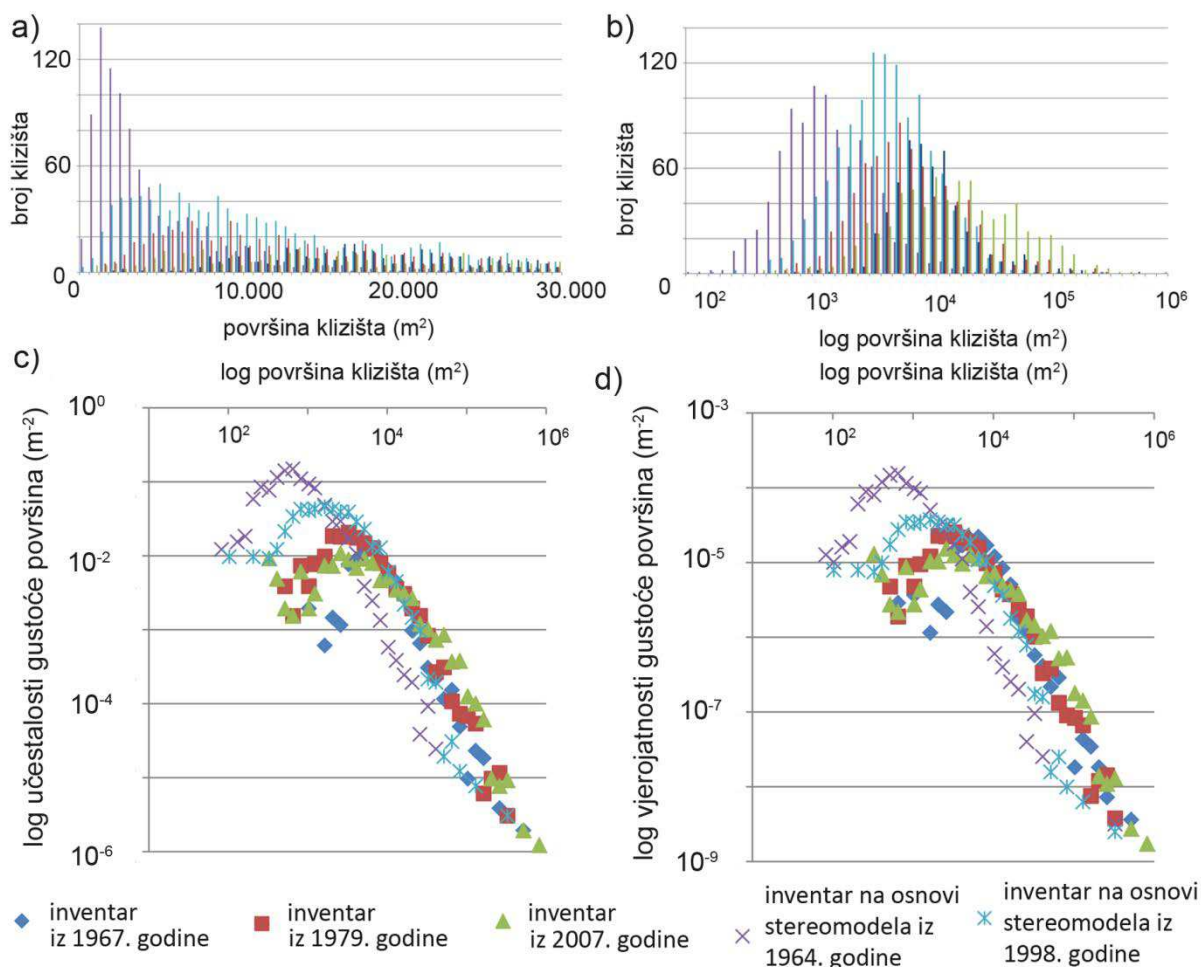 a)
broj klizišta
120
60
0
0
10.000
20.000
30.000
površina klizišta (m²)
b)
broj klizišta
120
60
0
10²
10³
10⁴
10⁵
10⁶
log površina klizišta (m²)
c)
log površina klizišta (m²)
log učestalosti gustoće površina (m⁻²)
10⁰
10⁻²
10⁻⁴
10⁻⁶
10²
10⁴
10⁶
d)
log površina klizišta (m²)
log vjerojatnosti gustoće površina (m⁻²)
10⁻³
10⁻⁵
10⁻⁷
10⁻⁹
10²
10⁴
10⁶
inventar
iz 1967. godine
inventar
iz 1979. godine
inventar
iz 2007. godine
inventar na osnovi
stereomodela iz
1964. godine
inventar na osnovi
stereomodela iz
1998. godine